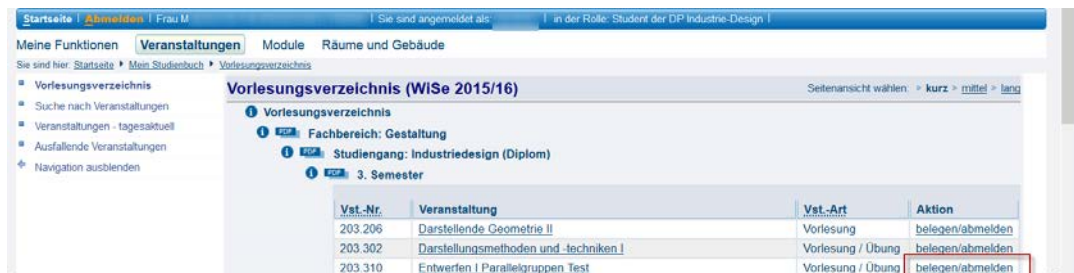 Startseite | Abmelden | Frau M | Sie sind angemeldet als: | in der Rolle: Student der DP Industrie-Design |
Meine Funktionen Veranstaltungen Module Räume und Gebäude
Sie sind hier: Startseite Mein Studienbuch Vorlesungsverzeichnis
Vorlesungsverzeichnis
Suche nach Veranstaltungen
Veranstaltungen - tagesaktuell
Ausfallende Veranstaltungen
Navigation ausblenden
Vorlesungsverzeichnis (WiSe 2015/16) Seitenansicht wählen: > kurz > mittel > lang
Vorlesungsverzeichnis
PDF Fachbereich: Gestaltung
PDF Studiengang: Industriedesign (Diplom)
PDF 3. Semester
Vst.-Nr. Veranstaltung Vst.-Art Aktion
203.206 Darstellende Geometrie II Vorlesung belegen/abmelden
203.302 Darstellungsmethoden und -techniken I Vorlesung / Übung belegen/abmelden
203.310 Entwerfen I Parallelgruppen Test Vorlesung / Übung belegen/abmelden